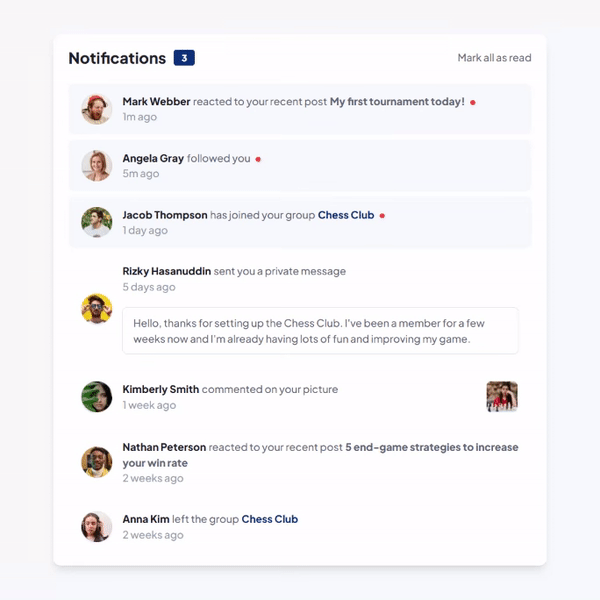 Notifications 3 Mark all as read
Mark Webber reacted to your recent post My first tournament today!
1m ago
Angela Gray followed you
5m ago
Jacob Thompson has joined your group Chess Club
1 day ago
Rizky Hasanuddin sent you a private message
5 days ago
Hello, thanks for setting up the Chess Club. I've been a member for a few
weeks now and I'm already having lots of fun and improving my game.
Kimberly Smith commented on your picture
1 week ago
Nathan Peterson reacted to your recent post 5 end-game strategies to increase
your win rate
2 weeks ago
Anna Kim left the group Chess Club
2 weeks ago